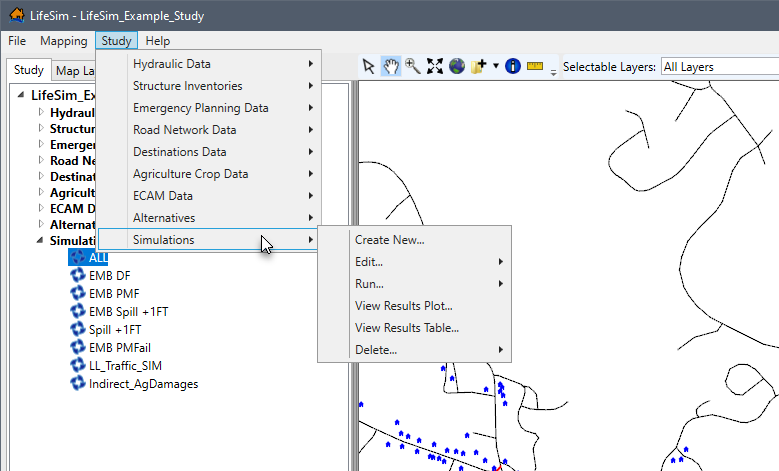 LifeSim - LifeSim_Example_Study
File Mapping Study Help
Study Map La
Selectable Layers: All Layers
Hydraulic Data
Structure Inventories
Emergency Planning Data
Road Network Data
Destinations Data
Agriculture Crop Data
ECAM Data
Alternatives
Simulations
Create New...
Edit...
Run...
View Results Plot...
View Results Table...
Delete...
LifeSim_Ex
Hydraul
Structur
Emerge
Road Ne
Destinat
Agricult
ECAM D
Alternat
Simulati
ALL
EMB DF
EMB PMF
EMB Spill +1FT
Spill +1FT
EMB PMFail
LL_Traffic_SIM
Indirect_AgDamages